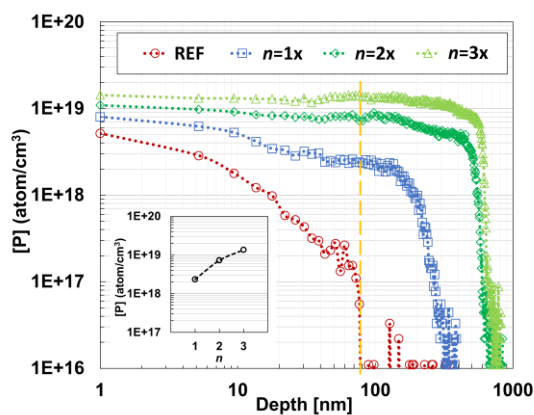 1E+20
REF n=1x n=2x n=3x
1E+19
1E+18
1E+17
1E+16
[P] (atom/cm3)
1 10 100 1000
Depth [nm]
1E+20
1E+19
1E+18
1E+17
[P] (atom/cm3)
1 2 3
n